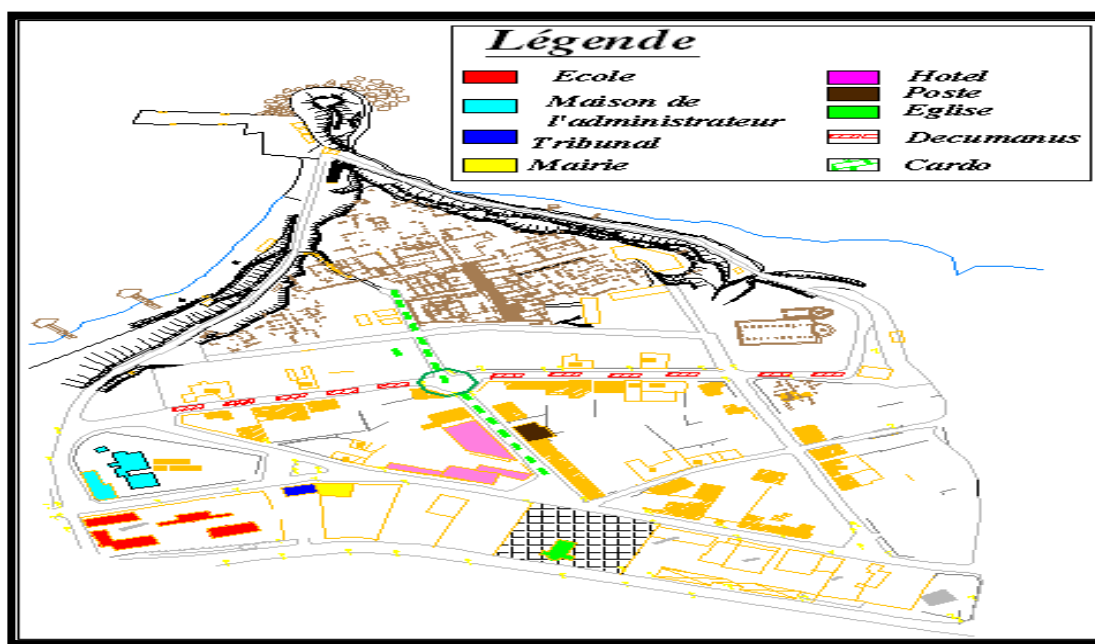 Légende
Ecole
Maison de
l'administrateur
Tribunal
Mairie
Hotel
Poste
Eglise
Decumanus
Cardo